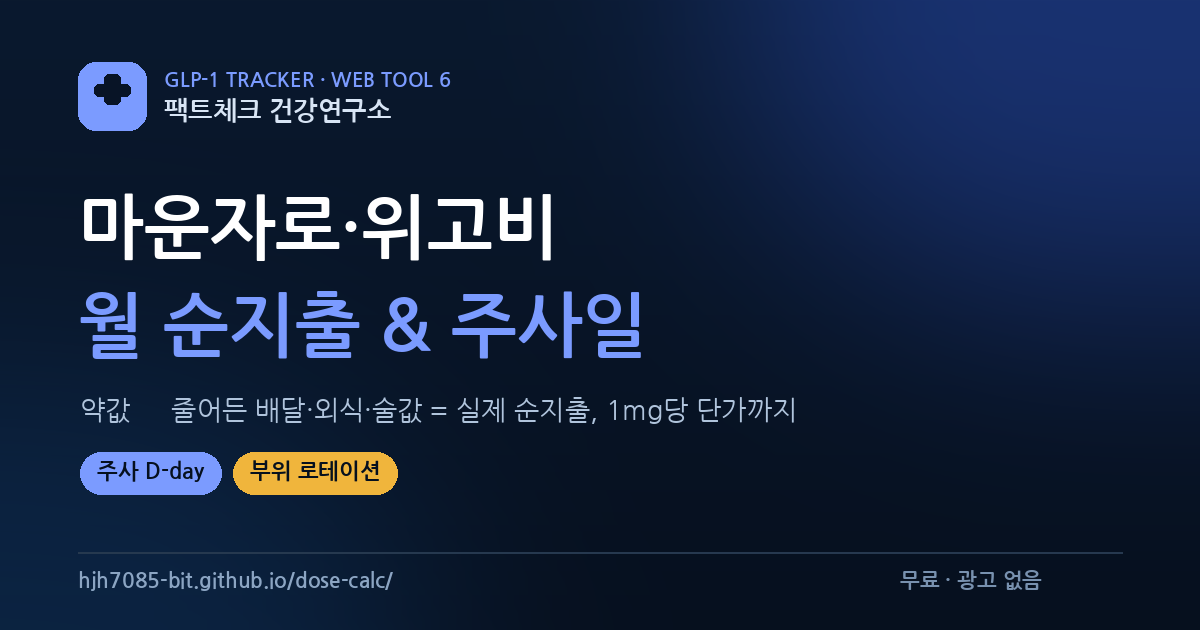 GLP-1 TRACKER · WEB TOOL 6
팩트체크 건강연구소
마운자로·위고비
월 순지출 & 주사일
약값 줄어든 배달·외식·술값 = 실제 순지출, 1mg당 단가까지
주사 D-day 부위 로테이션
hjh7085-bit.github.io/dose-calc/ 무료 · 광고 없음